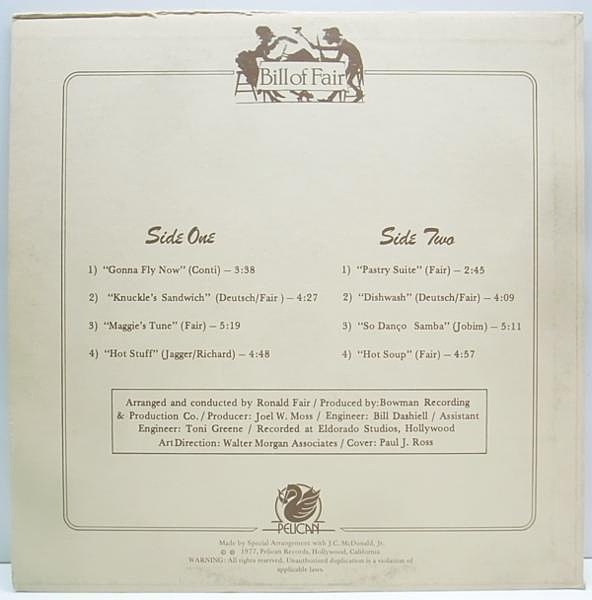 Bill of Fair
Side One
1) "Gonna Fly Now" (Conti) – 3:38
2) "Knuckle's Sandwich" (Deutsch/Fair ) – 4:27
3) "Maggie's Tune" (Fair) – 5:19
4) "Hot Stuff" (Jagger/Richard) – 4:48
Side Two
1) "Pastry Suite" (Fair) – 2:45
2) "Dishwash" (Deutsch/Fair) – 4:09
3) "So Danço Samba" (Jobim) – 5:11
4) "Hot Soup" (Fair) – 4:57
Arranged and conducted by Ronald Fair / Produced by:Bowman Recording
& Production Co. / Producer: Joel W. Moss / Engineer: Bill Dashiell / Assistant
Engineer: Toni Greene / Recorded at Eldorado Studios, Hollywood
Art Direction: Walter Morgan Associates / Cover: Paul J. Ross
PELICAN
Made by Special Arrangement with J.C. McDonald, Jr.
© ℗ 1977, Pelican Records, Hollywood, California
WARNING: All rights reserved. Unauthorized duplication is a violation of
applicable laws.